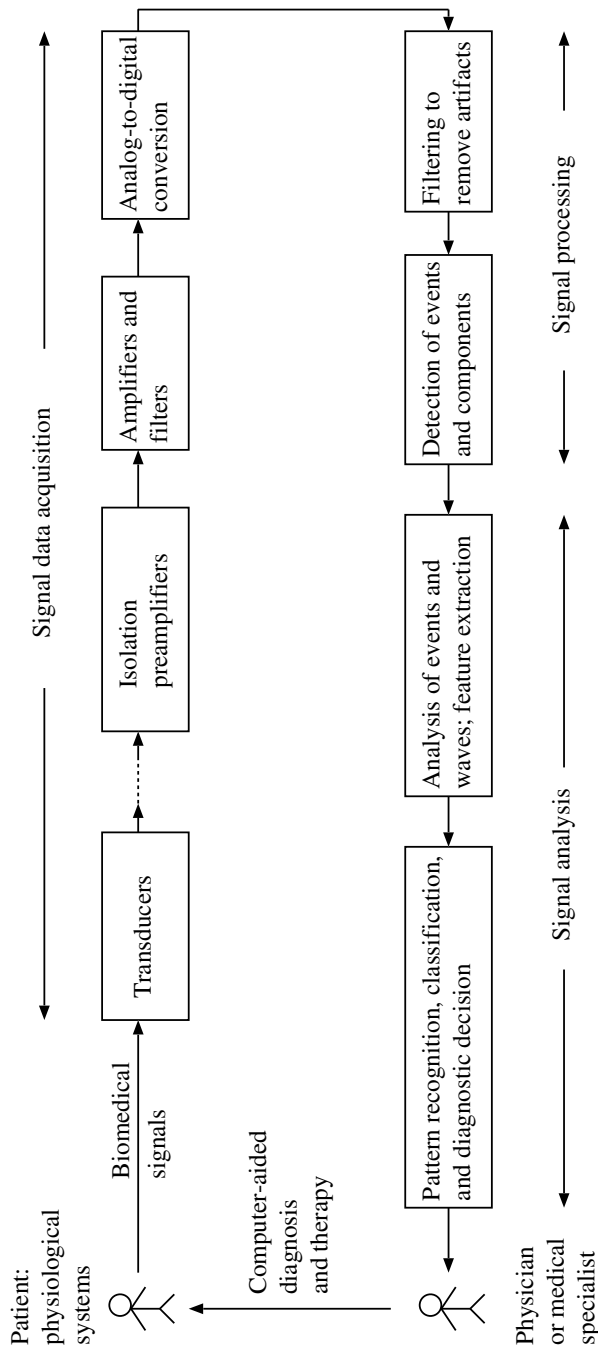 Patient:
physiological
systems
Biomedical
signals
Signal data acquisition
Transducers
Isolation
preamplifiers
Amplifiers and
filters
Analog-to-digital
conversion
Computer-aided
diagnosis
and therapy
Filtering to
remove artifacts
Detection of events
and components
Analysis of events and
waves; feature extraction
Pattern recognition, classification,
and diagnostic decision
Physician
or medical
specialist
Signal analysis
Signal processing